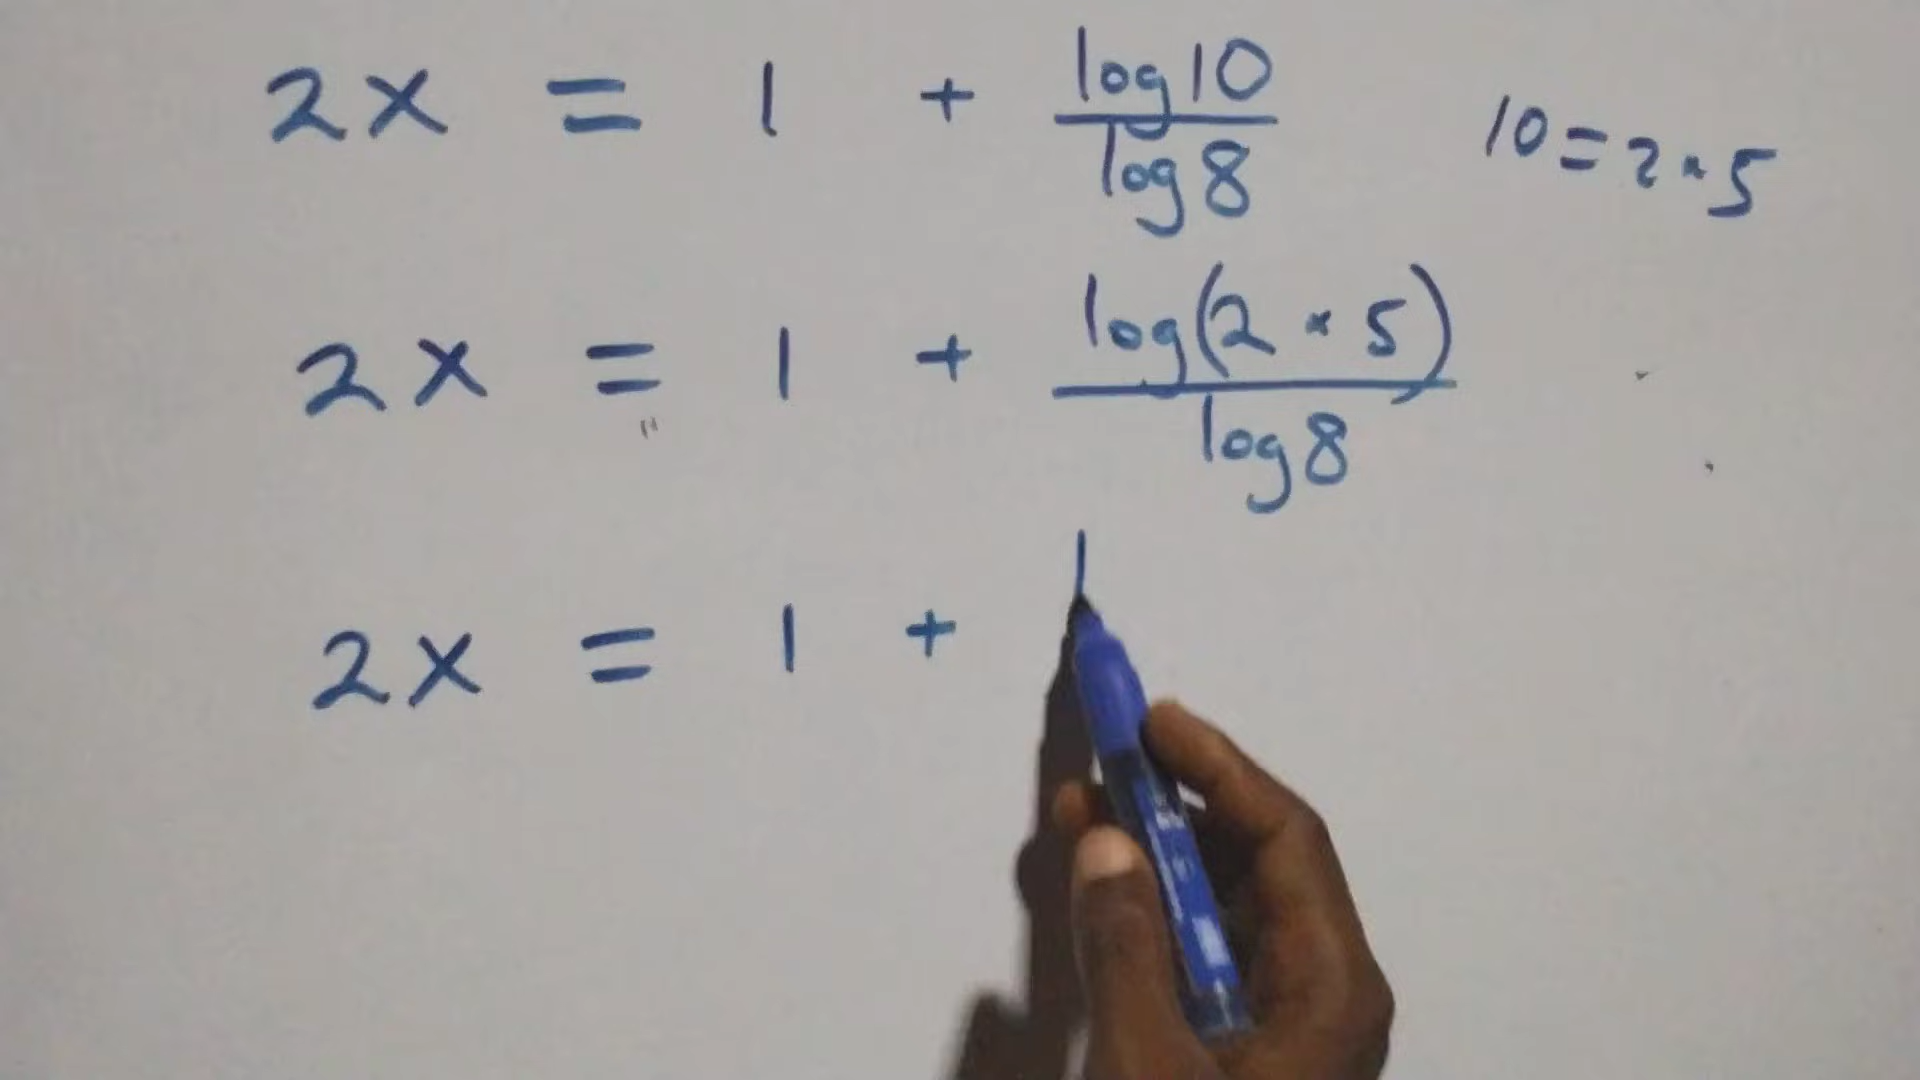 2x = 1 + log10/log8
10 = 2 × 5
2x = 1 + log(2 × 5)/log8
2x = 1 + l